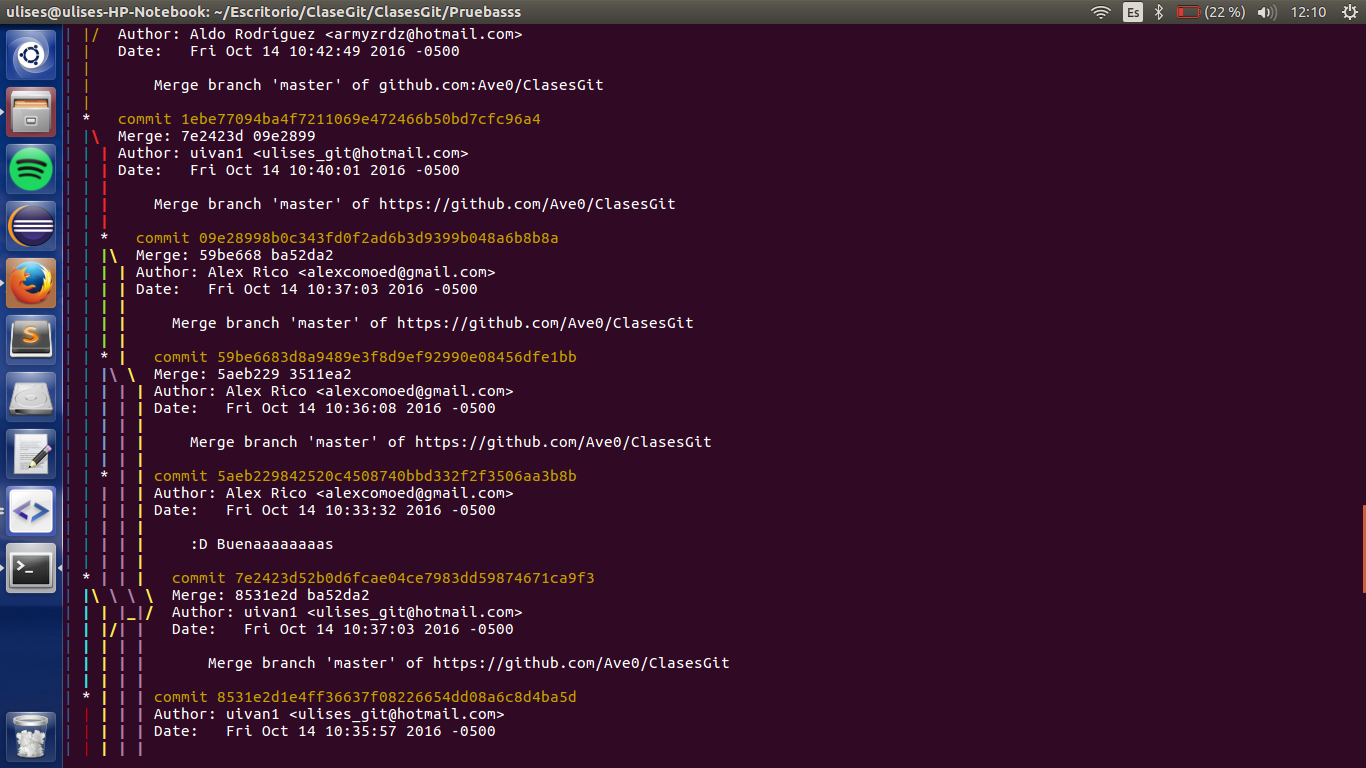 ulises@ulises-HP-Notebook: ~/Escritorio/ClaseGit/ClasesGit/Pruebasss
Es
(22 %)
12:10
Author: Aldo Rodríguez <armyzrdz@hotmail.com>
Date:   Fri Oct 14 10:42:49 2016 -0500
Merge branch 'master' of github.com:Ave0/ClasesGit
commit 1ebe77094ba4f7211069e472466b50bd7cfc96a4
Merge: 7e2423d 09e2899
Author: uivan1 <ulises_git@hotmail.com>
Date:   Fri Oct 14 10:40:01 2016 -0500
Merge branch 'master' of https://github.com/Ave0/ClasesGit
commit 09e28998b0c343fd0f2ad6b3d9399b048a6b8b8a
Merge: 59be668 ba52da2
Author: Alex Rico <alexcomoed@gmail.com>
Date:   Fri Oct 14 10:37:03 2016 -0500
Merge branch 'master' of https://github.com/Ave0/ClasesGit
commit 59be6683d8a9489e3f8d9ef92990e08456dfe1bb
Merge: 5aeb229 3511ea2
Author: Alex Rico <alexcomoed@gmail.com>
Date:   Fri Oct 14 10:36:08 2016 -0500
Merge branch 'master' of https://github.com/Ave0/ClasesGit
commit 5aeb229842520c4508740bbd332f2f3506aa3b8b
Author: Alex Rico <alexcomoed@gmail.com>
Date:   Fri Oct 14 10:33:32 2016 -0500
:D Buenaaaaaaaas
commit 7e2423d52b0d6fcae04ce7983dd59874671ca9f3
Merge: 8531e2d ba52da2
Author: uivan1 <ulises_git@hotmail.com>
Date:   Fri Oct 14 10:37:03 2016 -0500
Merge branch 'master' of https://github.com/Ave0/ClasesGit
commit 8531e2d1e4ff36637f08226654dd08a6c8d4ba5d
Author: uivan1 <ulises_git@hotmail.com>
Date:   Fri Oct 14 10:35:57 2016 -0500